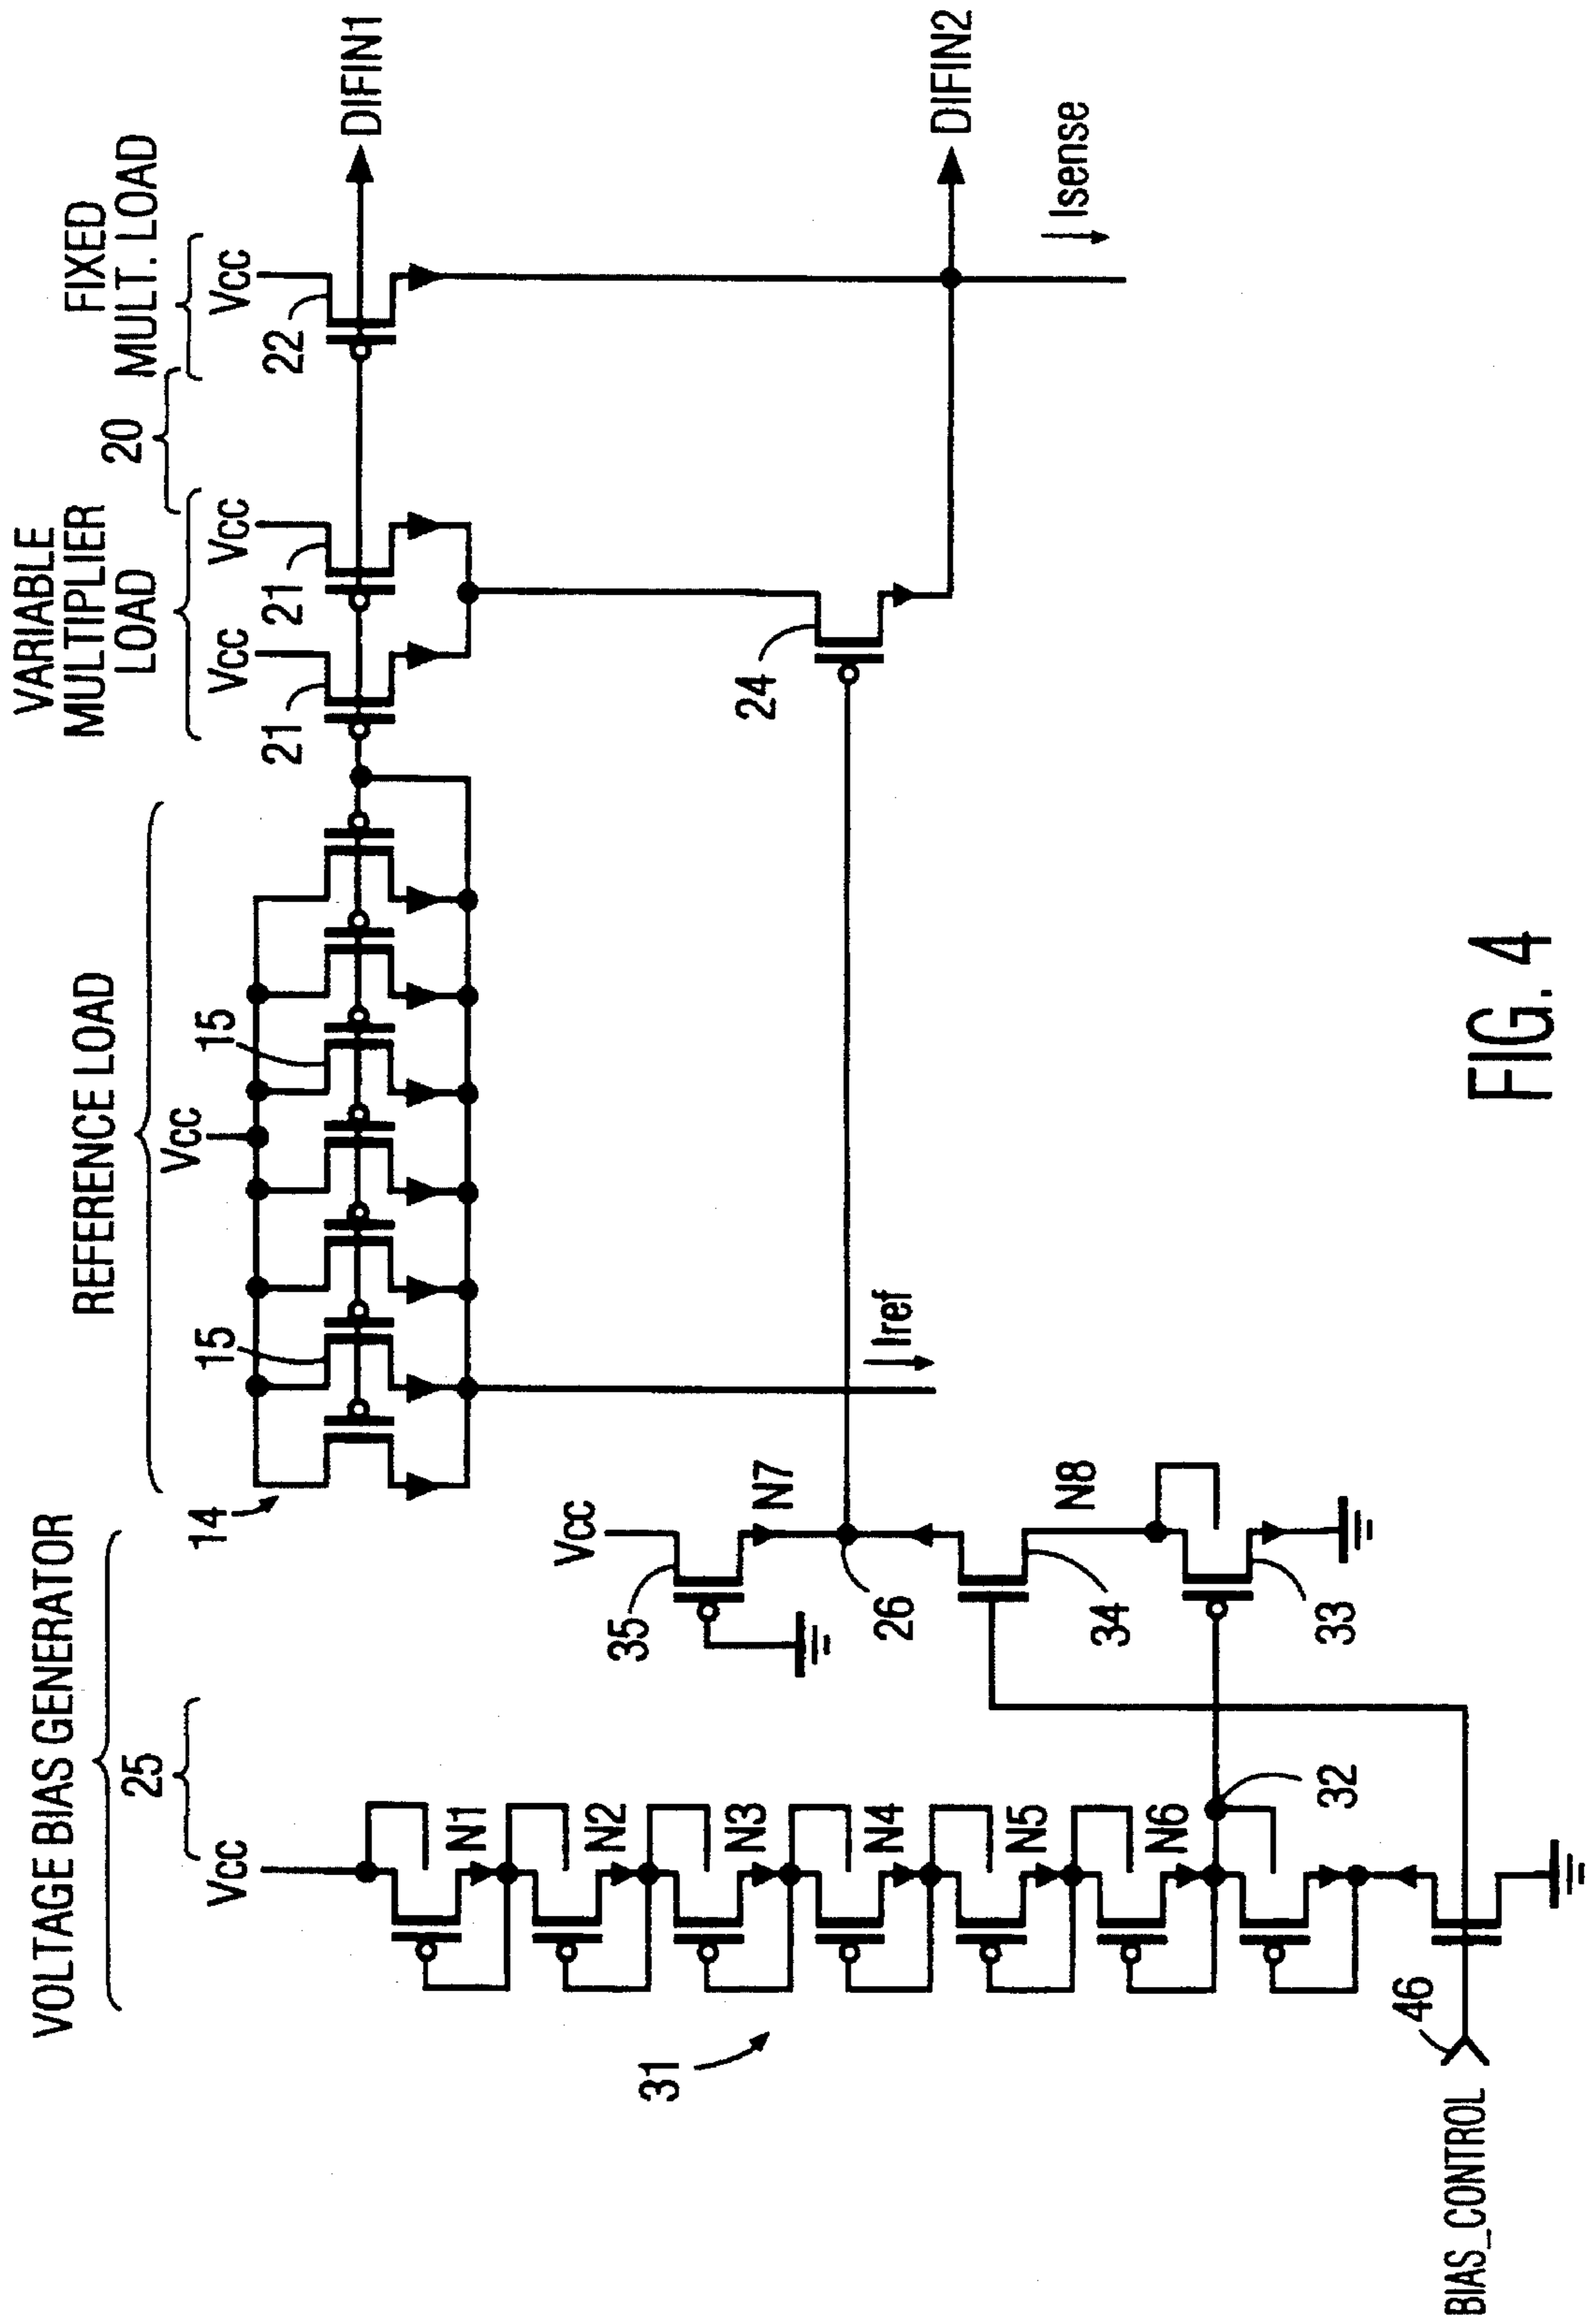 VOLTAGE BIAS GENERATOR
25
Vcc
N1
N2
N3
N4
N5
N6
31
32
46
BIAS_CONTROL
Vcc
35
N7
26
34
N8
33
REFERENCE LOAD
14
Vcc
15
15
Iref
VARIABLE
MULTIPLIER
LOAD
Vcc
Vcc
21
21
20
24
FIXED
MULT. LOAD
Vcc
22
DIFIN1
DIFIN2
Isense
FIG. 4